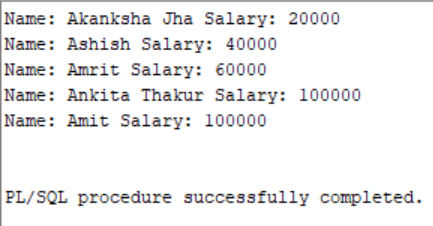 Name: Akanksha Jha Salary: 20000
Name: Ashish Salary: 40000
Name: Amrit Salary: 60000
Name: Ankita Thakur Salary: 100000
Name: Amit Salary: 100000
PL/SQL procedure successfully completed.